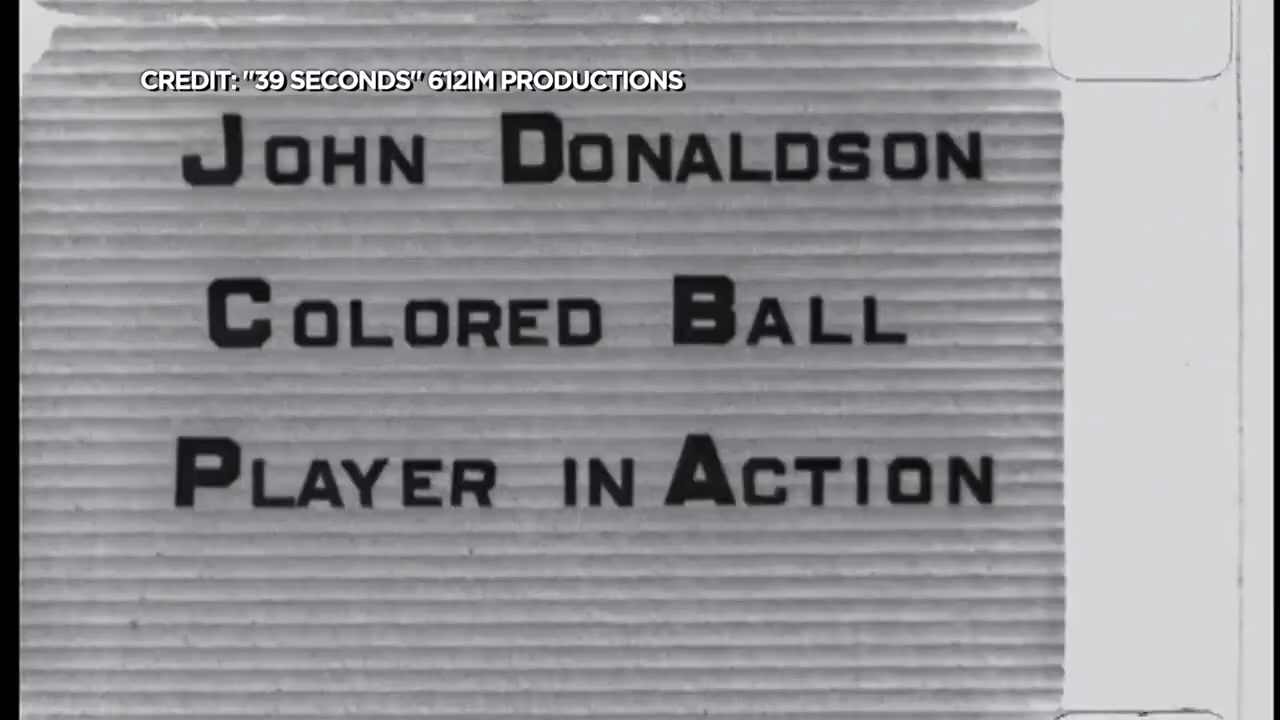 CREDIT: "39 SECONDS" 612IM PRODUCTIONS
JOHN DONALDSON
COLORED BALL
PLAYER IN ACTION